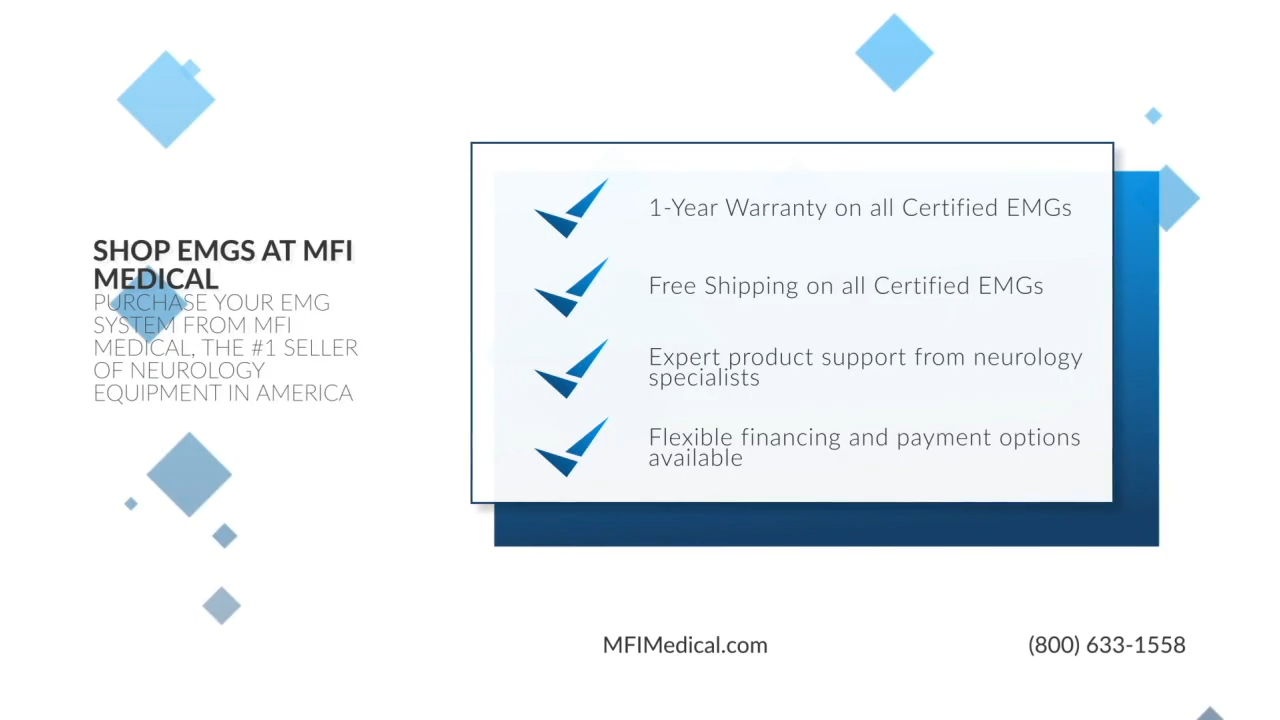 SHOP EMGS AT MFI
MEDICAL
PURCHASE YOUR EMG
SYSTEM FROM MFI
MEDICAL, THE #1 SELLER
OF NEUROLOGY
EQUIPMENT IN AMERICA
1-Year Warranty on all Certified EMGs
Free Shipping on all Certified EMGs
Expert product support from neurology
specialists
Flexible financing and payment options
available
MFIMedical.com
(800) 633-1558